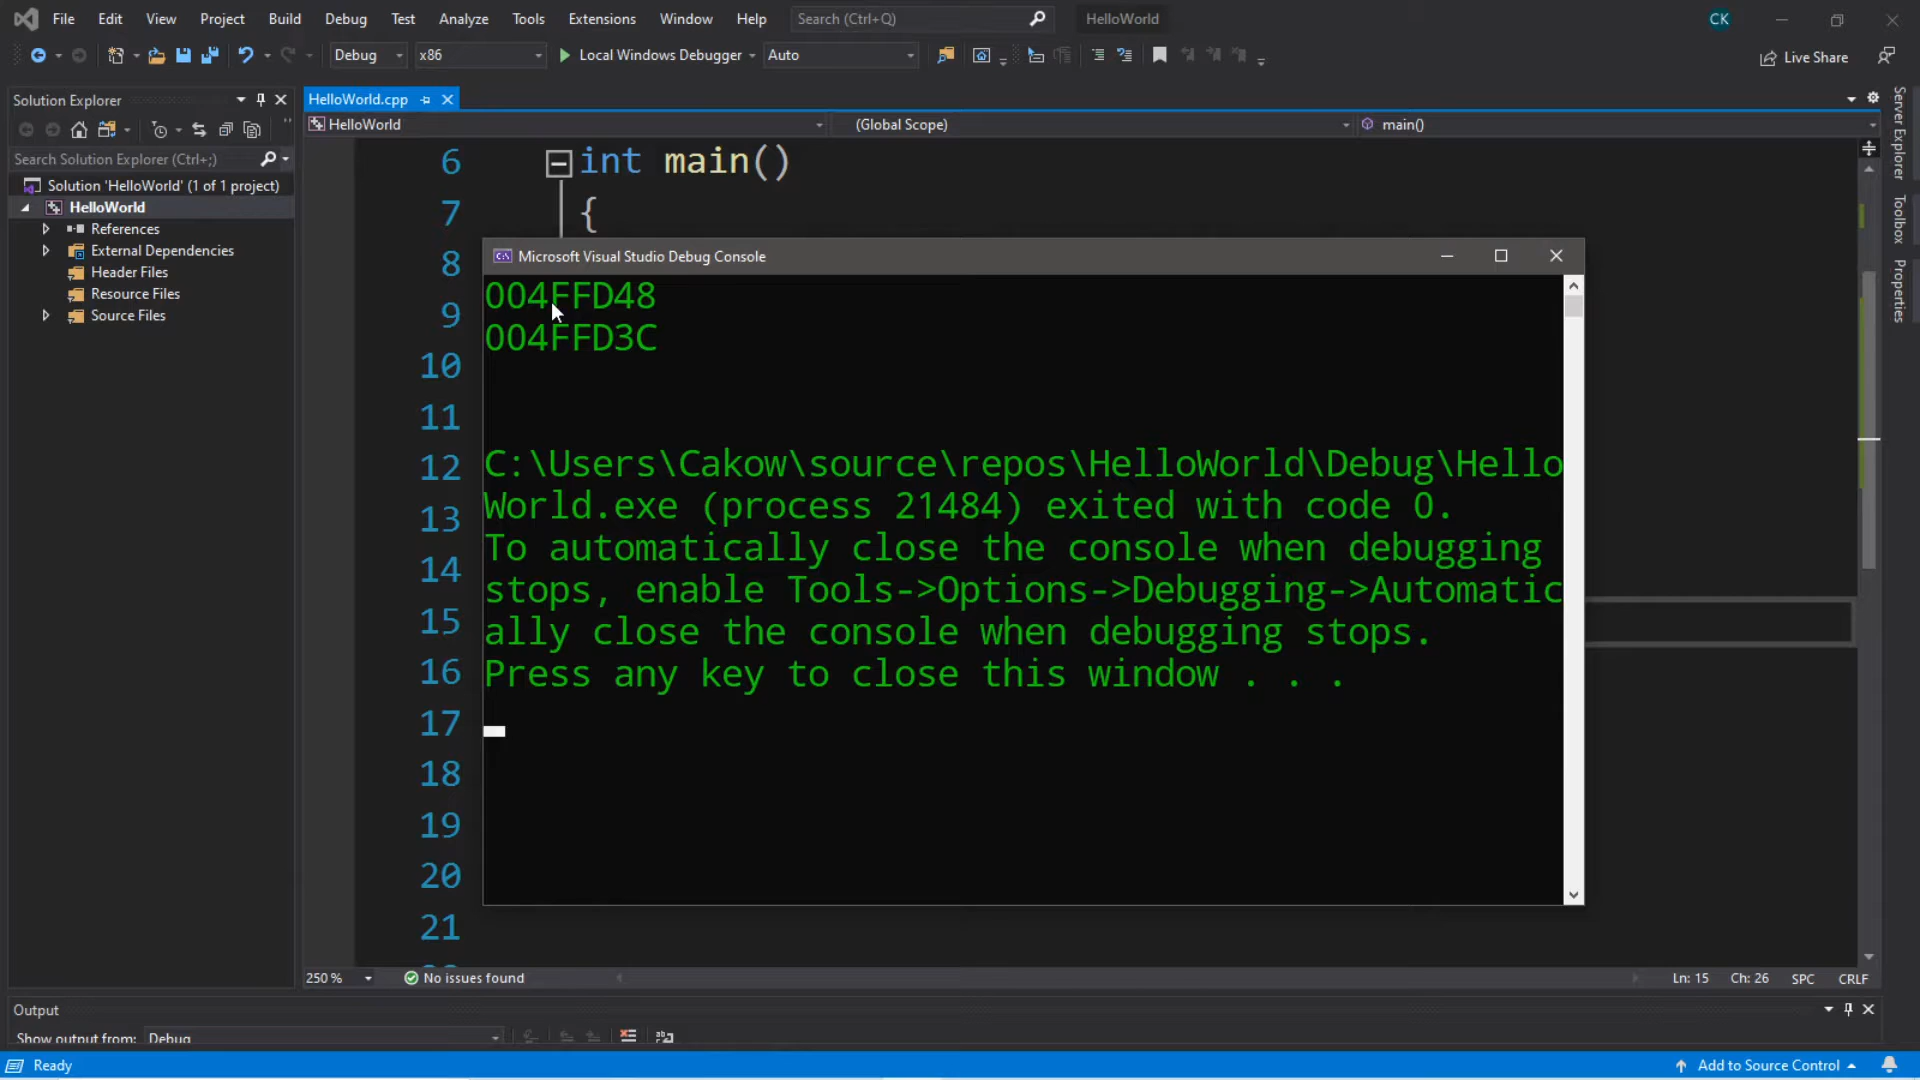 File Edit View Project Build Debug Test Analyze Tools Extensions Window Help Search (Ctrl+Q) HelloWorld CK
Debug x86 Local Windows Debugger Auto Live Share
Solution Explorer
Search Solution Explorer (Ctrl+;)
Solution 'HelloWorld' (1 of 1 project)
HelloWorld
References
External Dependencies
Header Files
Resource Files
Source Files
HelloWorld.cpp
HelloWorld (Global Scope) main()
6 int main()
7 {
8
9
10
11
12
13
14
15
16
17
18
19
20
21
Microsoft Visual Studio Debug Console
004FFD48
004FFD3C
C:\Users\Cakow\source\repos\HelloWorld\Debug\Hello
World.exe (process 21484) exited with code 0.
To automatically close the console when debugging
stops, enable Tools->Options->Debugging->Automatic
ally close the console when debugging stops.
Press any key to close this window . . .
Server Explorer
Toolbox
Properties
250 % No issues found Ln: 15 Ch: 26 SPC CRLF
Output
Show output from: Debug
Ready Add to Source Control